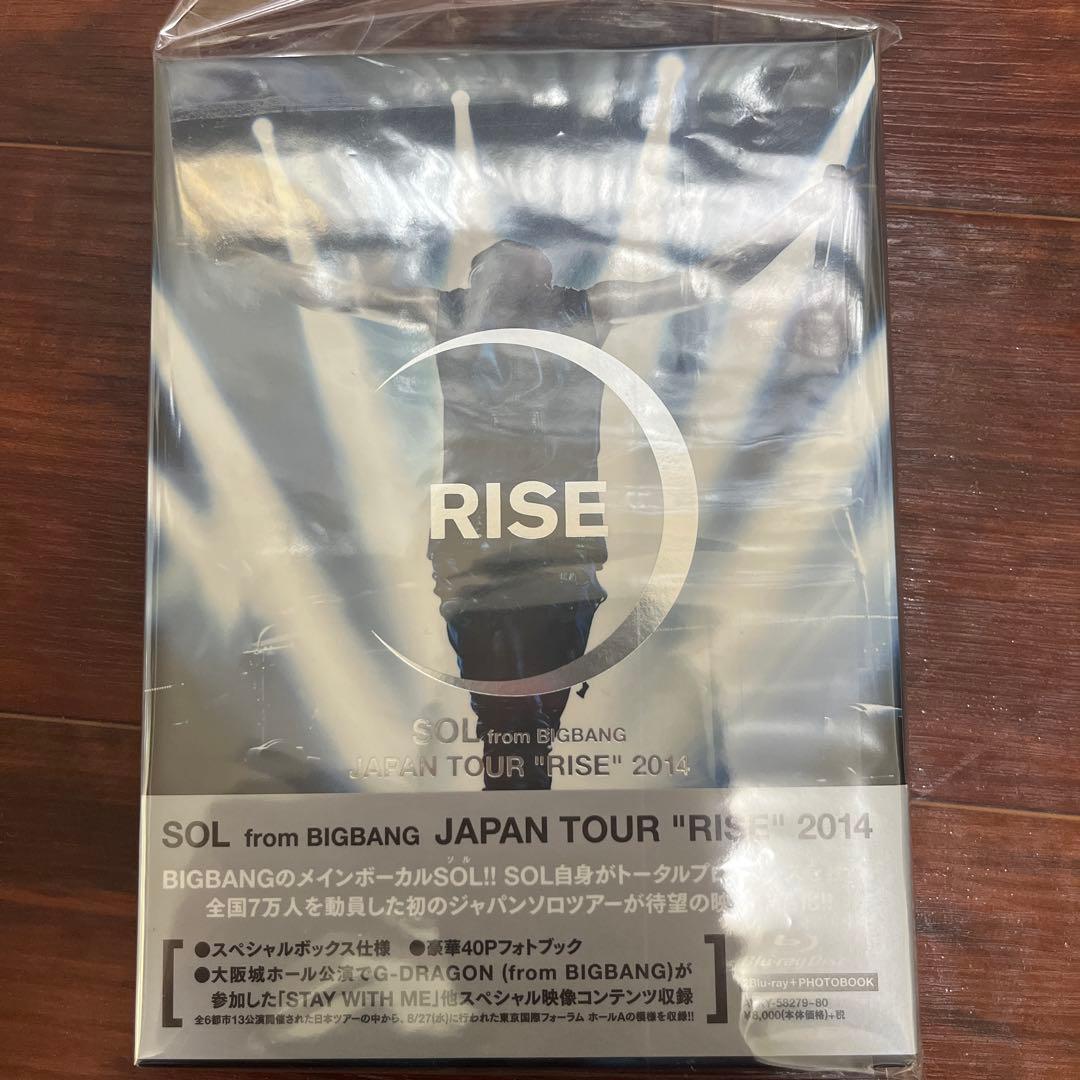 RISE
SOL from BIGBANG
JAPAN TOUR "RISE" 2014
SOL from BIGBANG JAPAN TOUR "RISE" 2014
ソル
BIGBANGのメインボーカルSOL!! SOL自身がトータルプロ
全国7万人を動員した初のジャパンソロツアーが待望の映
●スペシャルボックス仕様 ●豪華40Pフォトブック
●大阪城ホール公演でG-DRAGON (from BIGBANG)が
参加した「STAY WITH ME」他スペシャル映像コンテンツ収録
全6都市13公演開催された日本ツアーの中から、8/27(水)に行われた東京国際フォーラム ホールAの模様を収録!!
Blu-ray Disc
2Blu-ray+PHOTOBOOK
58279~80
¥8,000(本体価格)+税